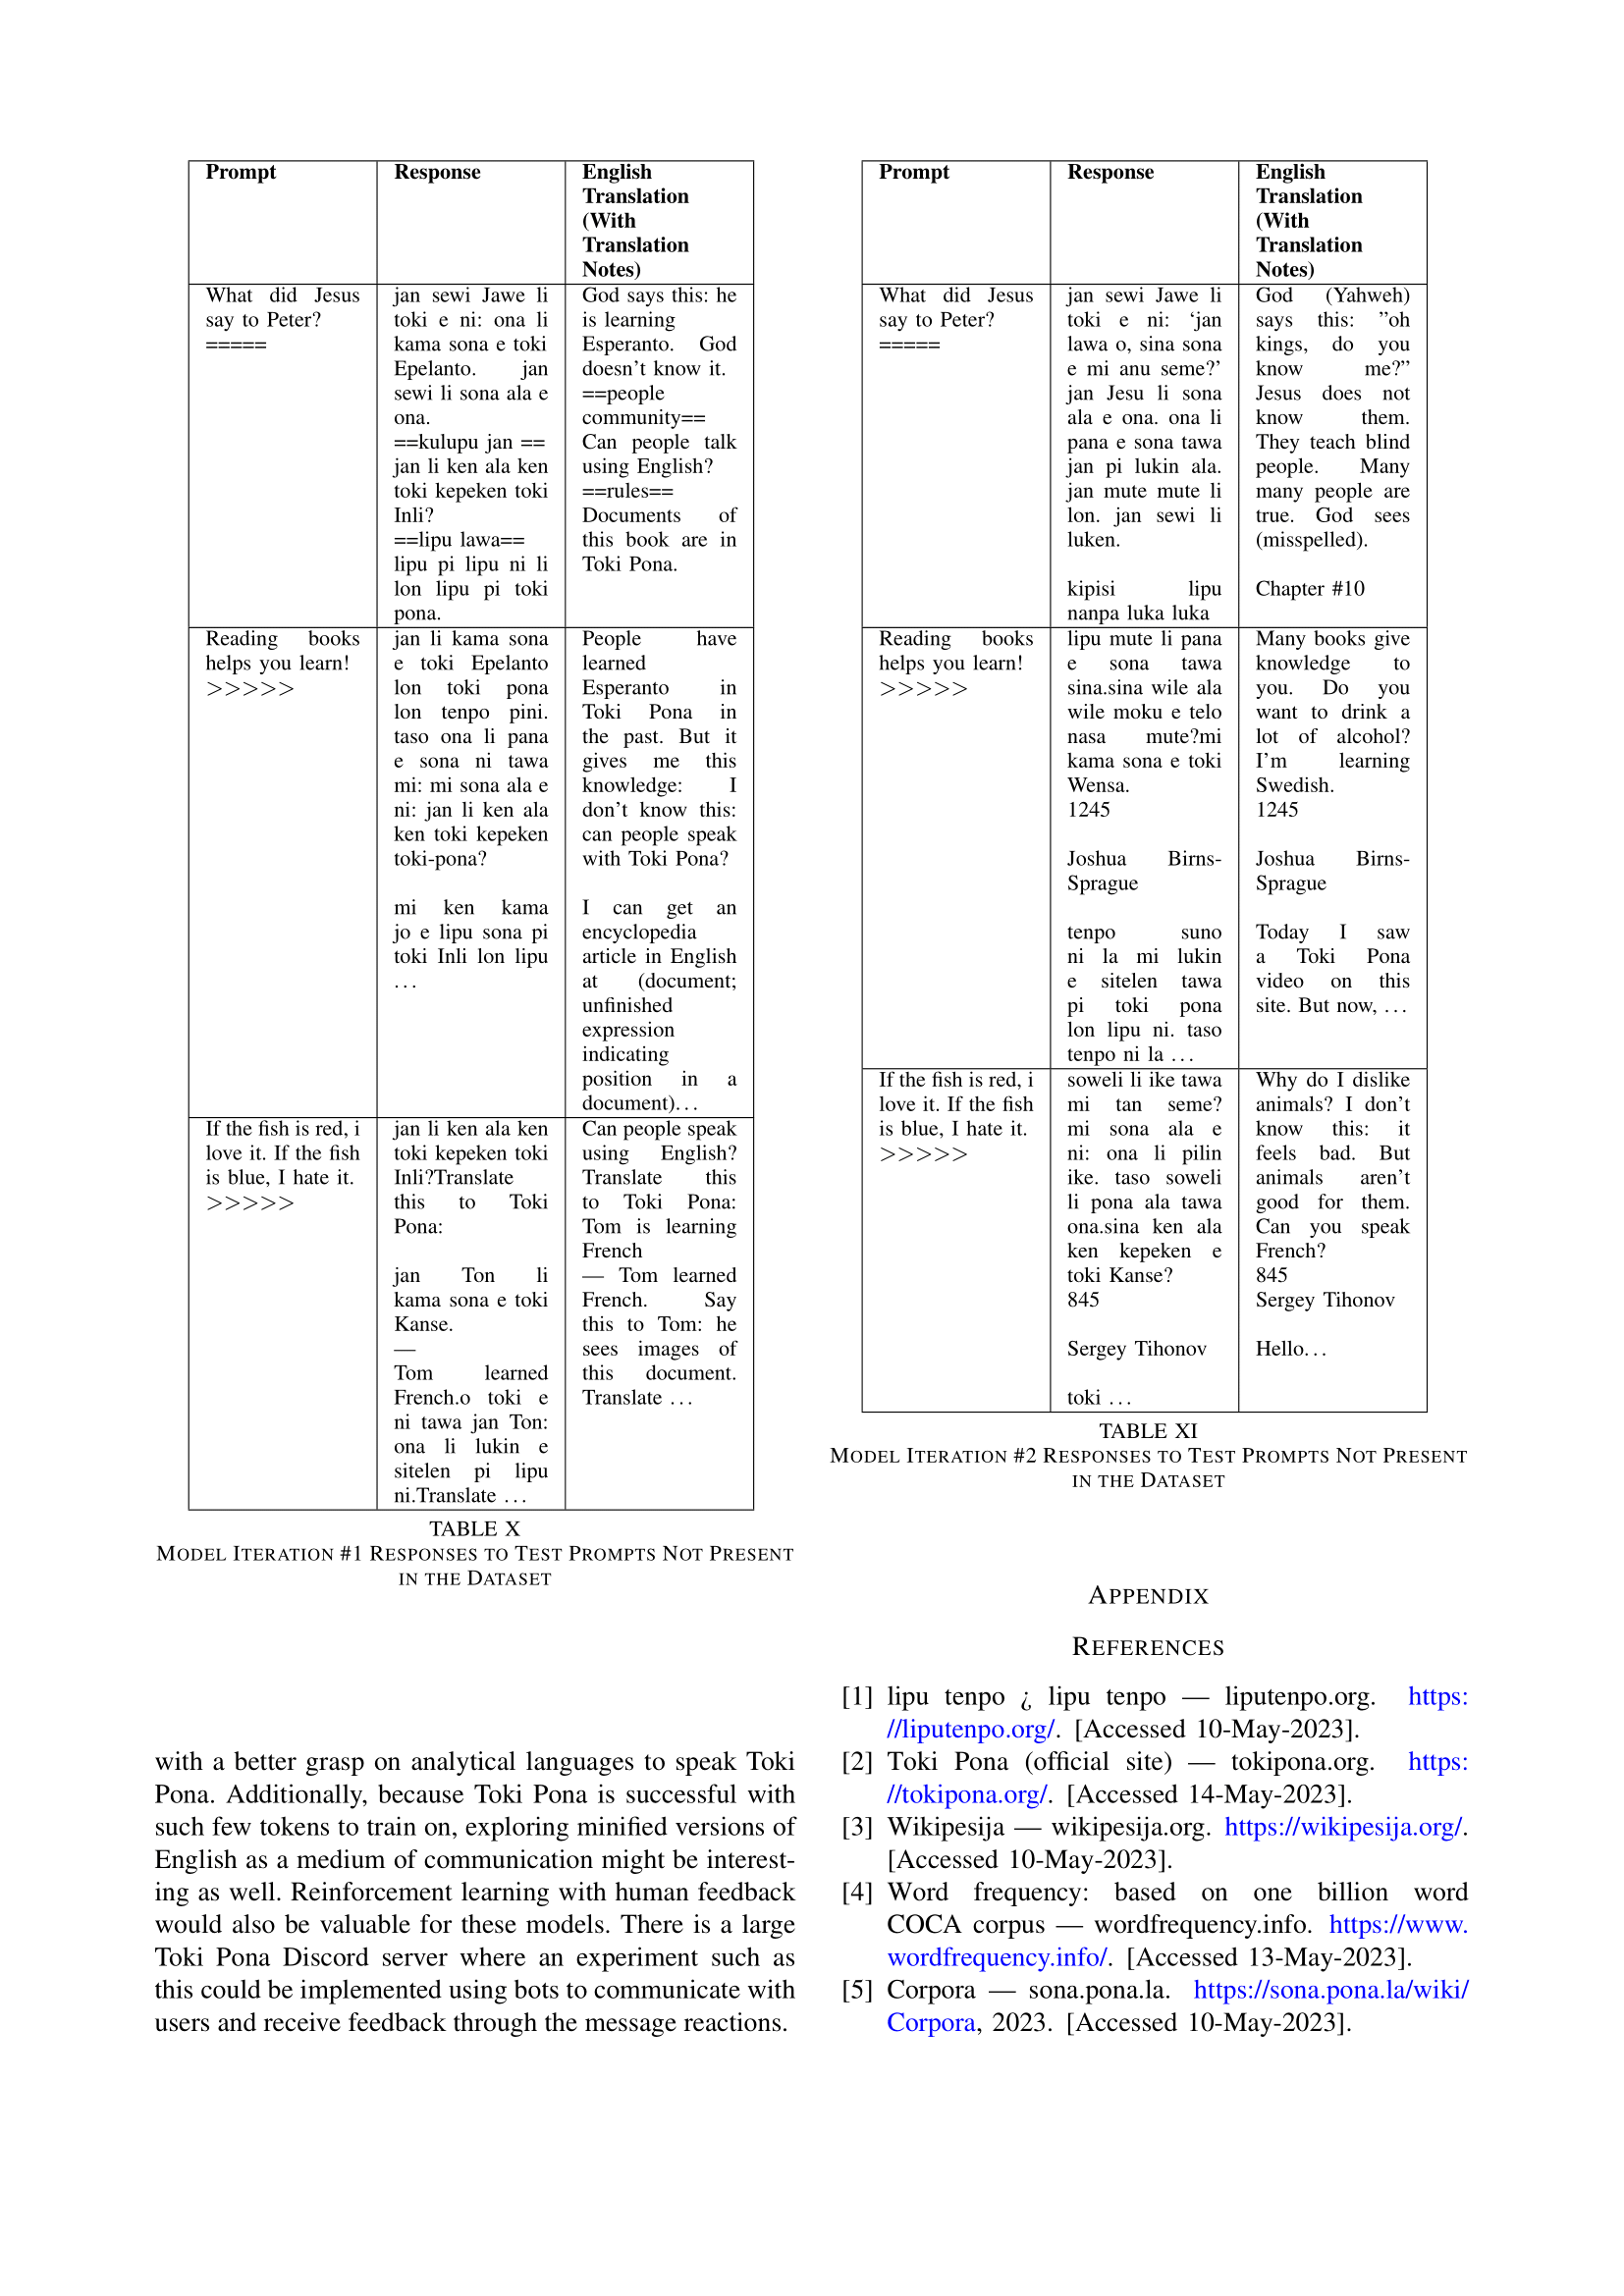 Prompt
Response
English
Translation
(With
Translation
Notes)
What did Jesus
say to Peter?
=====
jan sewi Jawe li
toki e ni: ona li
kama sona e toki
Epelanto. jan
sewi li sona ala e
ona.
==kulupu jan ==
jan li ken ala ken
toki kepeken toki
Inli?
==lipu lawa==
lipu pi lipu ni li
lon lipu pi toki
pona.
God says this: he
is learning
Esperanto. God
doesn’t know it.
==people
community==
Can people talk
using English?
==rules==
Documents of
this book are in
Toki Pona.
Reading books
helps you learn!
>>>>>
jan li kama sona
e toki Epelanto
lon toki pona
lon tenpo pini.
taso ona li pana
e sona ni tawa
mi: mi sona ala e
ni: jan li ken ala
ken toki kepeken
toki-pona?
mi ken kama
jo e lipu sona pi
toki Inli lon lipu
...
People have
learned
Esperanto in
Toki Pona in
the past. But it
gives me this
knowledge: I
don’t know this:
can people speak
with Toki Pona?
I can get an
encyclopedia
article in English
at (document;
unfinished
expression
indicating
position in a
document)...
If the fish is red, i
love it. If the fish
is blue, I hate it.
>>>>>
jan li ken ala ken
toki kepeken toki
Inli?Translate
this to Toki
Pona:
jan Ton li
kama sona e toki
Kanse.
—
Tom learned
French.o toki e
ni tawa jan Ton:
ona li lukin e
sitelen pi lipu
ni.Translate ...
Can people speak
using English?
Translate this
to Toki Pona:
Tom is learning
French
— Tom learned
French. Say
this to Tom: he
sees images of
this document.
Translate ...
TABLE X
MODEL ITERATION #1 RESPONSES TO TEST PROMPTS NOT PRESENT
IN THE DATASET
with a better grasp on analytical languages to speak Toki
Pona. Additionally, because Toki Pona is successful with
such few tokens to train on, exploring minified versions of
English as a medium of communication might be interest-
ing as well. Reinforcement learning with human feedback
would also be valuable for these models. There is a large
Toki Pona Discord server where an experiment such as
this could be implemented using bots to communicate with
users and receive feedback through the message reactions.
Prompt
Response
English
Translation
(With
Translation
Notes)
What did Jesus
say to Peter?
=====
jan sewi Jawe li
toki e ni: ‘jan
lawa o, sina sona
e mi anu seme?’
jan Jesu li sona
ala e ona. ona li
pana e sona tawa
jan pi lukin ala.
jan mute mute li
lon. jan sewi li
luken.
kipisi lipu
nanpa luka luka
God (Yahweh)
says this: ”oh
kings, do you
know me?”
Jesus does not
know them.
They teach blind
people. Many
many people are
true. God sees
(misspelled).
Chapter #10
Reading books
helps you learn!
>>>>>
lipu mute li pana
e sona tawa
sina.sina wile ala
wile moku e telo
nasa mute?mi
kama sona e toki
Wensa.
1245
Joshua Birns-
Sprague
tenpo suno
ni la mi lukin
e sitelen tawa
pi toki pona
lon lipu ni. taso
tenpo ni la ...
Many books give
knowledge to
you. Do you
want to drink a
lot of alcohol?
I’m learning
Swedish.
1245
Joshua Birns-
Sprague
Today I saw
a Toki Pona
video on this
site. But now, ...
If the fish is red, i
love it. If the fish
is blue, I hate it.
>>>>>
soweli li ike tawa
mi tan seme?
mi sona ala e
ni: ona li pilin
ike. taso soweli
li pona ala tawa
ona.sina ken ala
ken kepeken e
toki Kanse?
845
Sergey Tihonov
toki ...
Why do I dislike
animals? I don’t
know this: it
feels bad. But
animals aren’t
good for them.
Can you speak
French?
845
Sergey Tihonov
Hello...
TABLE XI
MODEL ITERATION #2 RESPONSES TO TEST PROMPTS NOT PRESENT
IN THE DATASET
APPENDIX
REFERENCES
[1] lipu tenpo ¿ lipu tenpo — liputenpo.org. https:
//liputenpo.org/. [Accessed 10-May-2023].
[2] Toki Pona (official site) — tokipona.org. https:
//tokipona.org/. [Accessed 14-May-2023].
[3] Wikipesija — wikipesija.org. https://wikipesija.org/.
[Accessed 10-May-2023].
[4] Word frequency: based on one billion word
COCA corpus — wordfrequency.info. https://www.
wordfrequency.info/. [Accessed 13-May-2023].
[5] Corpora — sona.pona.la. https://sona.pona.la/wiki/
Corpora, 2023. [Accessed 10-May-2023].